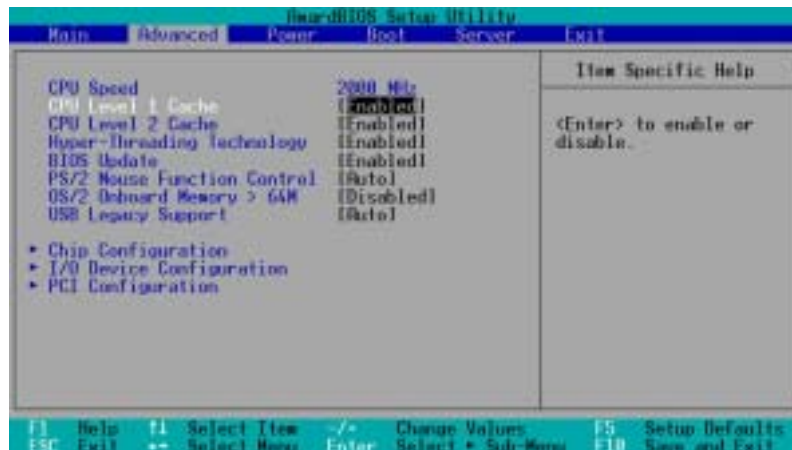 AwardBIOS Setup Utility
Main Advanced Power Boot Server Exit
Item Specific Help
CPU Speed 2000 MHz
CPU Level 1 Cache [Enabled]
CPU Level 2 Cache [Enabled]
<Enter> to enable or
Hyper-Threading Technology [Enabled]
disable.
BIOS Update [Enabled]
PS/2 Mouse Function Control [Auto]
OS/2 Onboard Memory > 64M [Disabled]
USB Legacy Support [Auto]
▸ Chip Configuration
▸ I/O Device Configuration
▸ PCI Configuration
F1 Help ↑↓ Select Item -/+ Change Values F5 Setup Defaults
ESC Exit ←→ Select Menu Enter Select ▸ Sub-Menu F10 Save and Exit